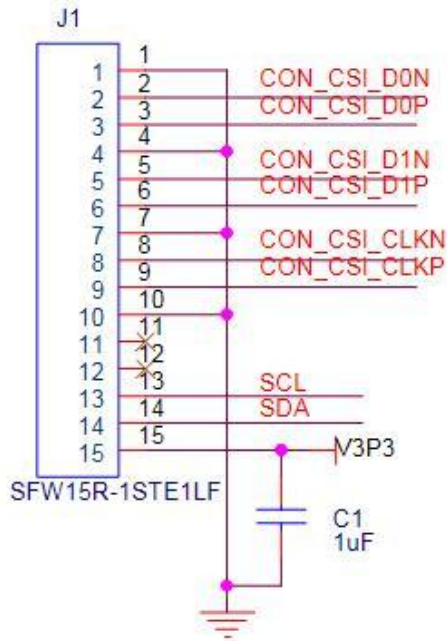 J1
1 1
2 2 CON_CSI_D0N
3 3 CON_CSI_D0P
4 4
5 5 CON_CSI_D1N
6 6 CON_CSI_D1P
7 7
8 8 CON_CSI_CLKN
9 9 CON_CSI_CLKP
10 10
11 11
12 12
13 13 SCL
14 14 SDA
15 15 V3P3
SFW15R-1STE1LF
C1
1uF